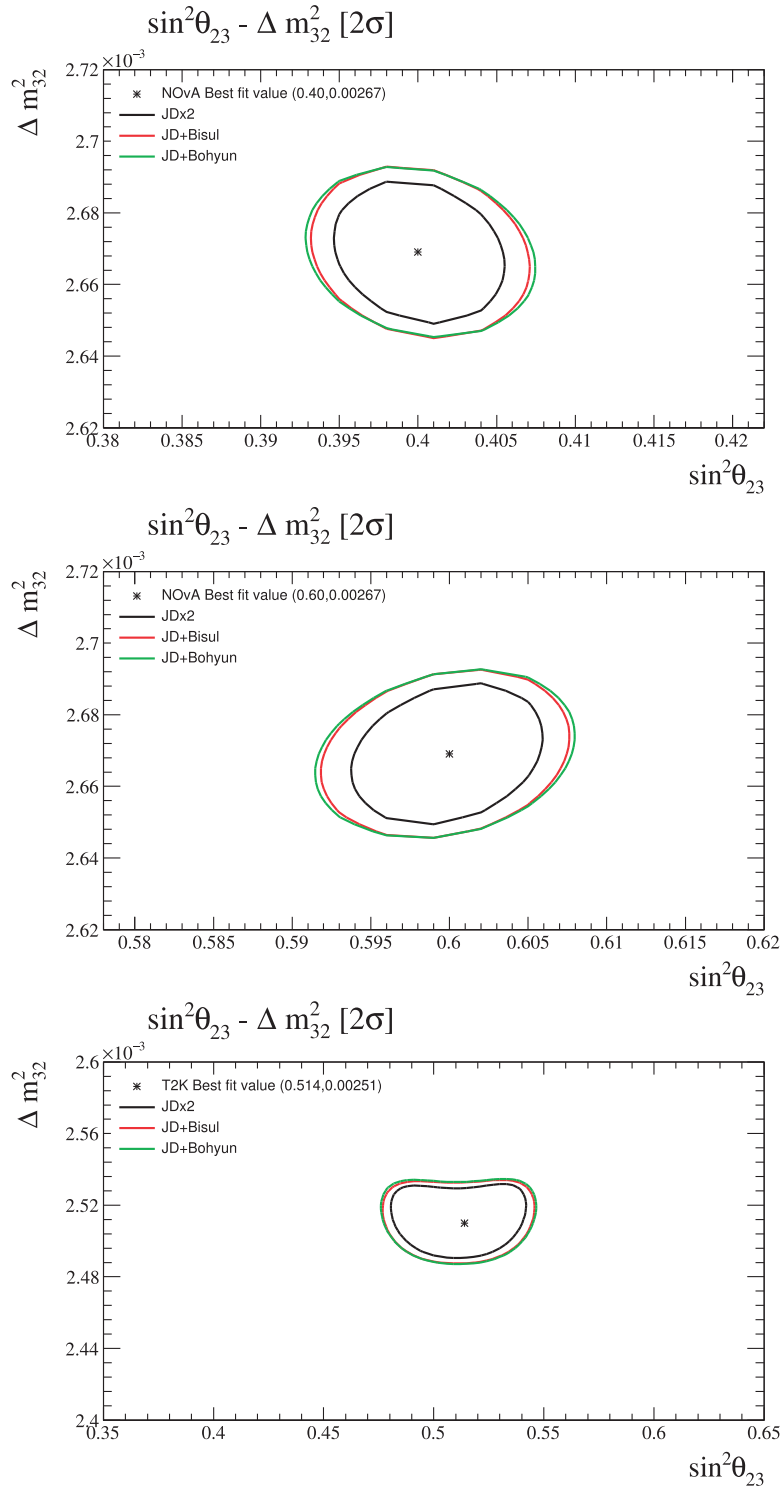 sin²θ₂₃ - Δ m²₃₂ [2σ]
×10⁻³
Δ m²₃₂
2.72
2.7
2.68
2.66
2.64
2.62
NOvA Best fit value (0.40,0.00267)
JDx2
JD+Bisul
JD+Bohyun
0.38 0.385 0.39 0.395 0.4 0.405 0.41 0.415 0.42
sin²θ₂₃
sin²θ₂₃ - Δ m²₃₂ [2σ]
×10⁻³
Δ m²₃₂
2.72
2.7
2.68
2.66
2.64
2.62
NOvA Best fit value (0.60,0.00267)
JDx2
JD+Bisul
JD+Bohyun
0.58 0.585 0.59 0.595 0.6 0.605 0.61 0.615 0.62
sin²θ₂₃
sin²θ₂₃ - Δ m²₃₂ [2σ]
×10⁻³
Δ m²₃₂
2.6
2.56
2.52
2.48
2.44
2.4
T2K Best fit value (0.514,0.00251)
JDx2
JD+Bisul
JD+Bohyun
0.35 0.4 0.45 0.5 0.55 0.6 0.65
sin²θ₂₃